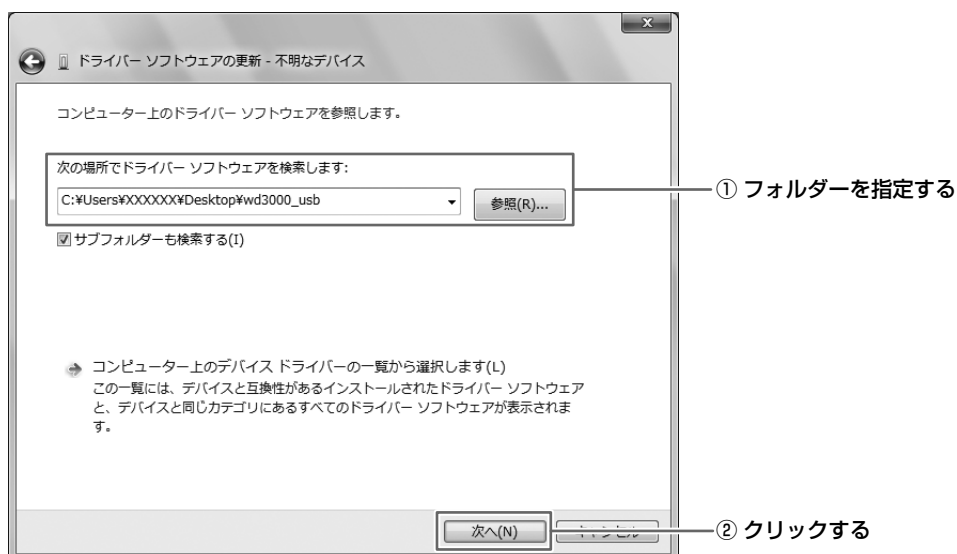 x
ドライバー ソフトウェアの更新 - 不明なデバイス
コンピューター上のドライバー ソフトウェアを参照します。
次の場所でドライバー ソフトウェアを検索します:
C:¥Users¥XXXXXX¥Desktop¥wd3000_usb
参照(R)...
① フォルダーを指定する
サブフォルダーも検索する(I)
コンピューター上のデバイス ドライバーの一覧から選択します(L)
この一覧には、デバイスと互換性があるインストールされたドライバー ソフトウェア
と、デバイスと同じカテゴリにあるすべてのドライバー ソフトウェアが表示されま
す。
次へ(N)
キャンセル
② クリックする